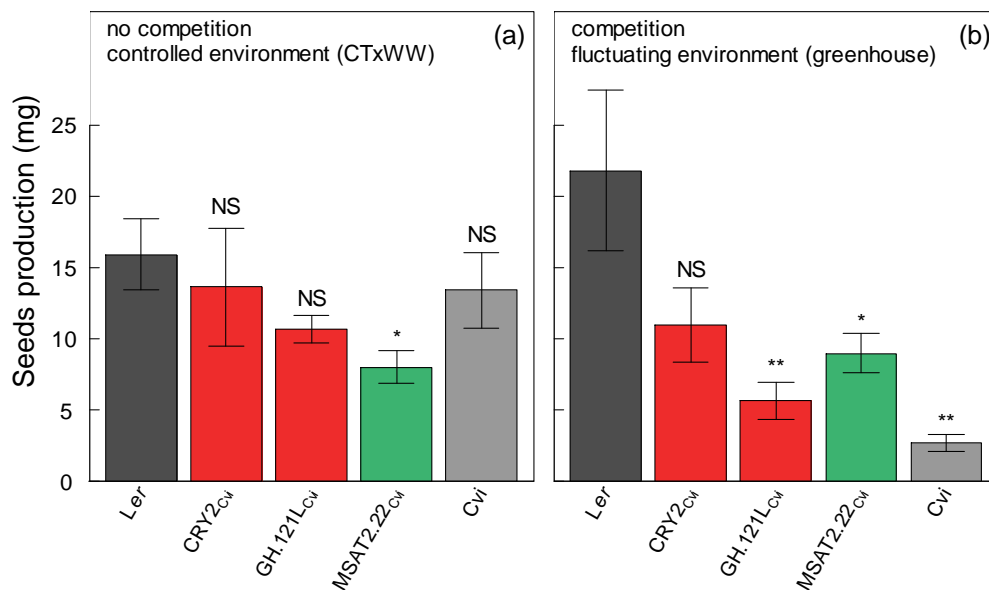 no competition
controlled environment (CTxWW)
(a)
competition
fluctuating environment (greenhouse)
(b)
Seeds production (mg)
25
20
15
10
5
0
NS
NS
*
NS
NS
**
*
**
Ler
CRY2Cvi
GH.121LCvi
MSAT2.22Cvi
Cvi
Ler
CRY2Cvi
GH.121LCvi
MSAT2.22Cvi
Cvi